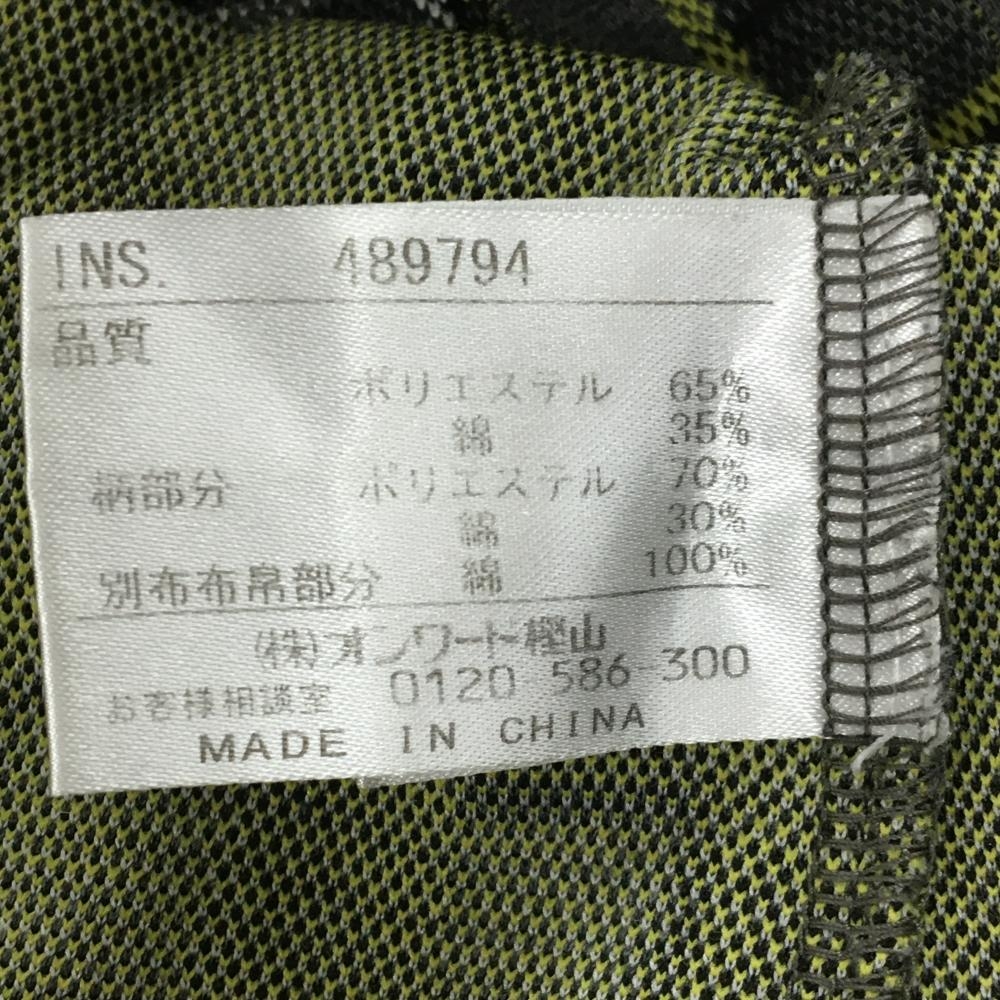 INS. 489794
品質
ポリエステル 65%
綿 35%
柄部分 ポリエステル 70%
綿 30%
別布布帛部分 綿 100%
(株)オンワード樫山
お客様相談室 0120-586-300
MADE IN CHINA